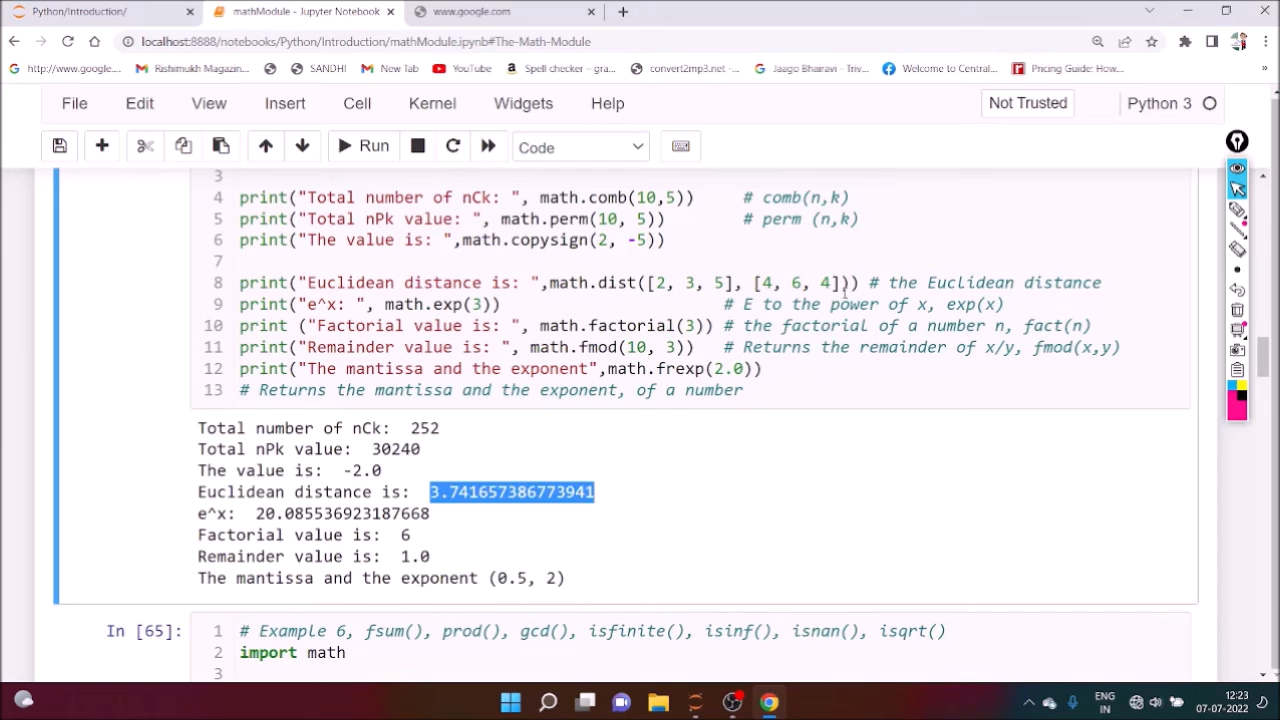 Python/Introduction/
mathModule - Jupyter Notebook
www.google.com
localhost:8888/notebooks/Python/Introduction/mathModule.ipynb#The-Math-Module
http://www.google....
Rishimukh Magazin...
SANDHI
New Tab
YouTube
Spell checker – gra...
convert2mp3.net -...
Jaago Bhairavi - Triv...
Welcome to Central...
Pricing Guide: How...
»
File Edit View Insert Cell Kernel Widgets Help
Not Trusted
Python 3
Run
Code
3
4 print("Total number of nCk: ", math.comb(10,5)) # comb(n,k)
5 print("Total nPk value: ", math.perm(10, 5)) # perm (n,k)
6 print("The value is: ",math.copysign(2, -5))
7
8 print("Euclidean distance is: ",math.dist([2, 3, 5], [4, 6, 4])) # the Euclidean distance
9 print("e^x: ", math.exp(3)) # E to the power of x, exp(x)
10 print ("Factorial value is: ", math.factorial(3)) # the factorial of a number n, fact(n)
11 print("Remainder value is: ", math.fmod(10, 3)) # Returns the remainder of x/y, fmod(x,y)
12 print("The mantissa and the exponent",math.frexp(2.0))
13 # Returns the mantissa and the exponent, of a number
Total number of nCk: 252
Total nPk value: 30240
The value is: -2.0
Euclidean distance is: 3.741657386773941
e^x: 20.085536923187668
Factorial value is: 6
Remainder value is: 1.0
The mantissa and the exponent (0.5, 2)
In [65]:
1 # Example 6, fsum(), prod(), gcd(), isfinite(), isinf(), isnan(), isqrt()
2 import math
3
ENG
IN
12:23
07-07-2022